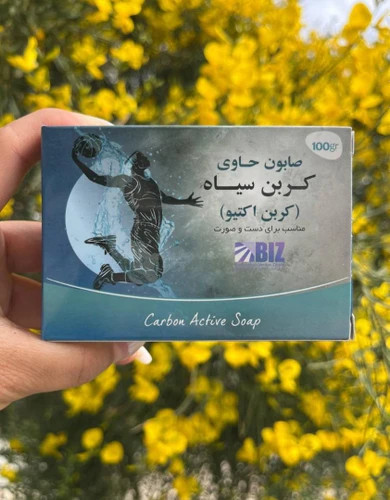 100gr
صابون حاوی
کربن سیاه
(کربن اکتیو)
مناسب برای دست و صورت
BIZ
Carbon Active Soap